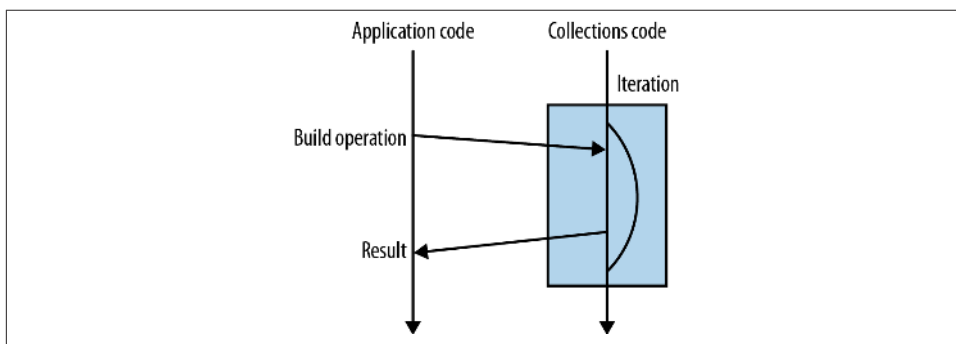 Application code
Collections code
Iteration
Build operation
Result